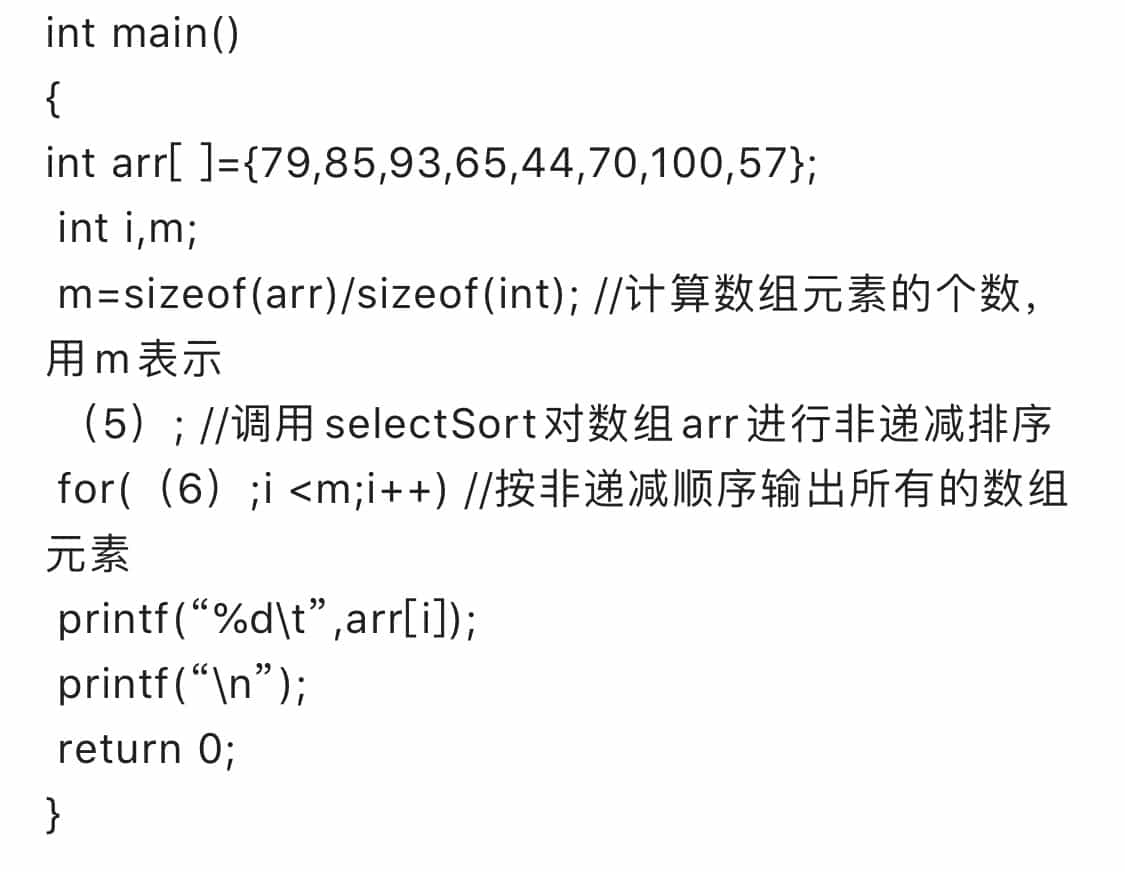 int main()
{
int arr[ ]={79,85,93,65,44,70,100,57};
int i,m;
m=sizeof(arr)/sizeof(int); //计算数组元素的个数，
用m表示
（5）; //调用selectSort对数组arr进行非递减排序
for(（6）;i <m;i++) //按非递减顺序输出所有的数组
元素
printf(“%d\t”,arr[i]);
printf(“\n”);
return 0;
}